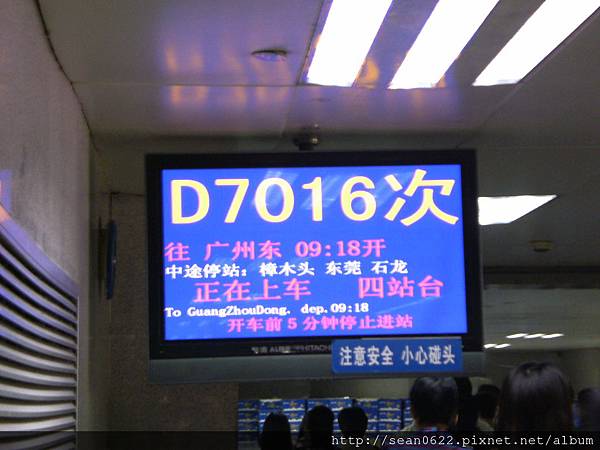 D7016次
往 广州东 09:18开
中途停站：樟木头 东莞 石龙
正在上车 四站台
To GuangZhouDong. dep.09:18
开车前5分钟停止进站
HITACHI
注意安全 小心碰头
http://sean0622.pixnet.net/album